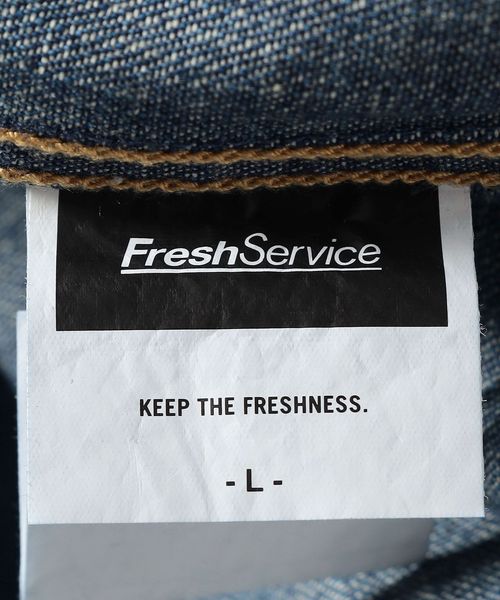 FreshService
KEEP THE FRESHNESS.
- L -